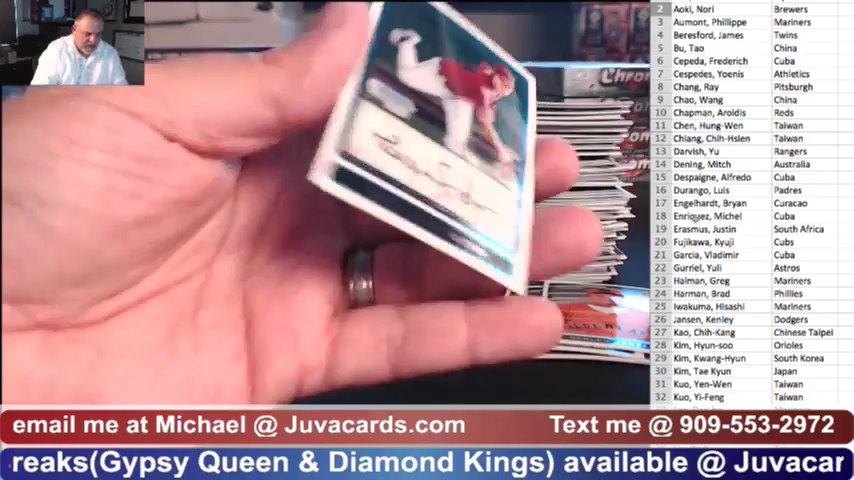 2 Aoki, Nori Brewers
3 Aumont, Phillippe Mariners
4 Beresford, James Twins
5 Bu, Tao China
6 Cepeda, Frederich Cuba
7 Cespedes, Yoenis Athletics
8 Chang, Ray Pitsburgh
9 Chao, Wang China
10 Chapman, Aroldis Reds
11 Chen, Hung-Wen Taiwan
12 Chiang, Chih-Hsien Taiwan
13 Darvish, Yu Rangers
14 Dening, Mitch Australia
15 Despaigne, Alfredo Cuba
16 Durango, Luis Padres
17 Engelhardt, Bryan Curacao
18 Enriquez, Michel Cuba
19 Erasmus, Justin South Africa
20 Fujikawa, Kyuji Cubs
21 Garcia, Vladimir Cuba
22 Gurriel, Yuli Astros
23 Halman, Greg Mariners
24 Harman, Brad Phillies
25 Iwakuma, Hisashi Mariners
26 Jansen, Kenley Dodgers
27 Kao, Chih-Kang Chinese Taipei
28 Kim, Hyun-soo Orioles
29 Kim, Kwang-Hyun South Korea
30 Kim, Tae Kyun Japan
31 Kuo, Yen-Wen Taiwan
32 Kuo, Yi-Feng Taiwan
email me at Michael @ Juvacards.com Text me @ 909-553-2972
reaks(Gypsy Queen & Diamond Kings) available @ Juvacar